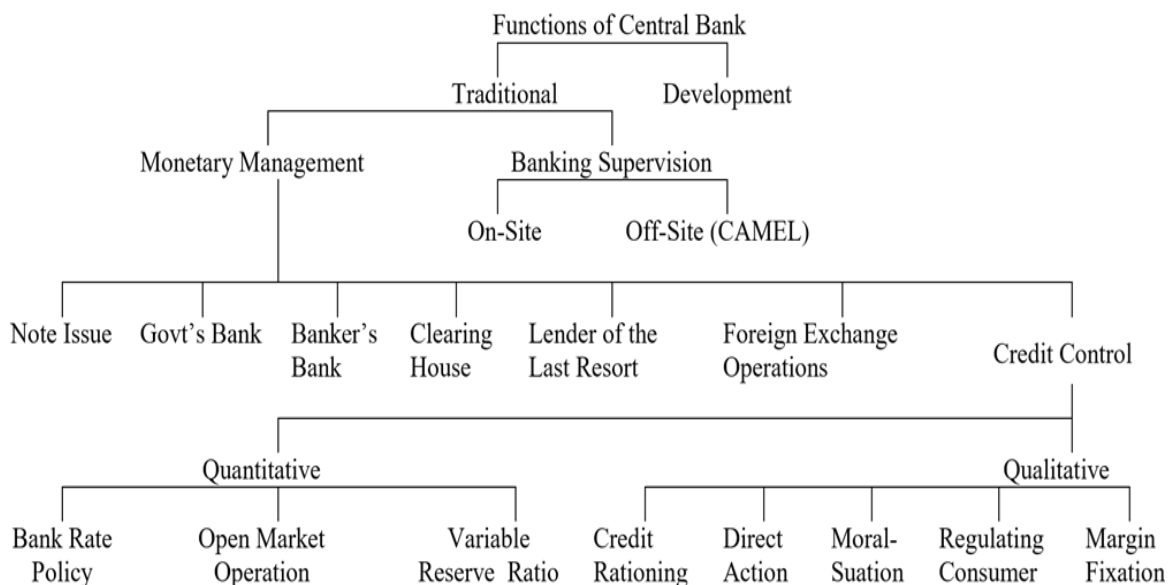 Functions of Central Bank
Traditional
Development
Monetary Management
Banking Supervision
On-Site
Off-Site (CAMEL)
Note Issue
Govt's Bank
Banker's
Bank
Clearing
House
Lender of the
Last Resort
Foreign Exchange
Operations
Credit Control
Quantitative
Qualitative
Bank Rate
Policy
Open Market
Operation
Variable
Reserve Ratio
Credit
Rationing
Direct
Action
Moral-
Suation
Regulating
Consumer
Margin
Fixation